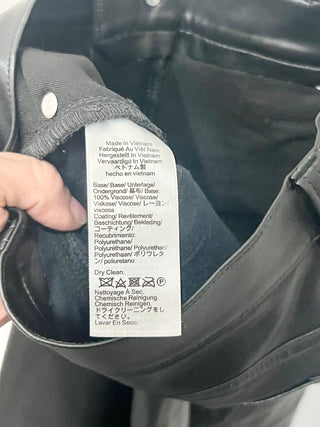 Made In Vietnam
Fabriqué Au Việt Nam
Hergestellt In Vietnam
Vervaardigd In Vietnam
ベトナム製
hecho en vietnam
Base/ Base/ Unterlage/
Ondergrond/ 基布/ Base:
100% Viscose/ Viscose/
Viskose/ Viscose/ レーヨン/
viscosa
Coating/ Revêtement/
Beschichtung/ Bekleding/
コーティング/
Recubrimiento:
Polyurethane/
Polyuréthane/ Polyurethan/
Polyurethaan/ ポリウレタ
ン/ poliuretano
Dry Clean.
Nettoyage À Sec.
Chemische Reinigung.
Chemische Reiniging.
ドライクリーニングをし
てください。
Lavar En Seco.